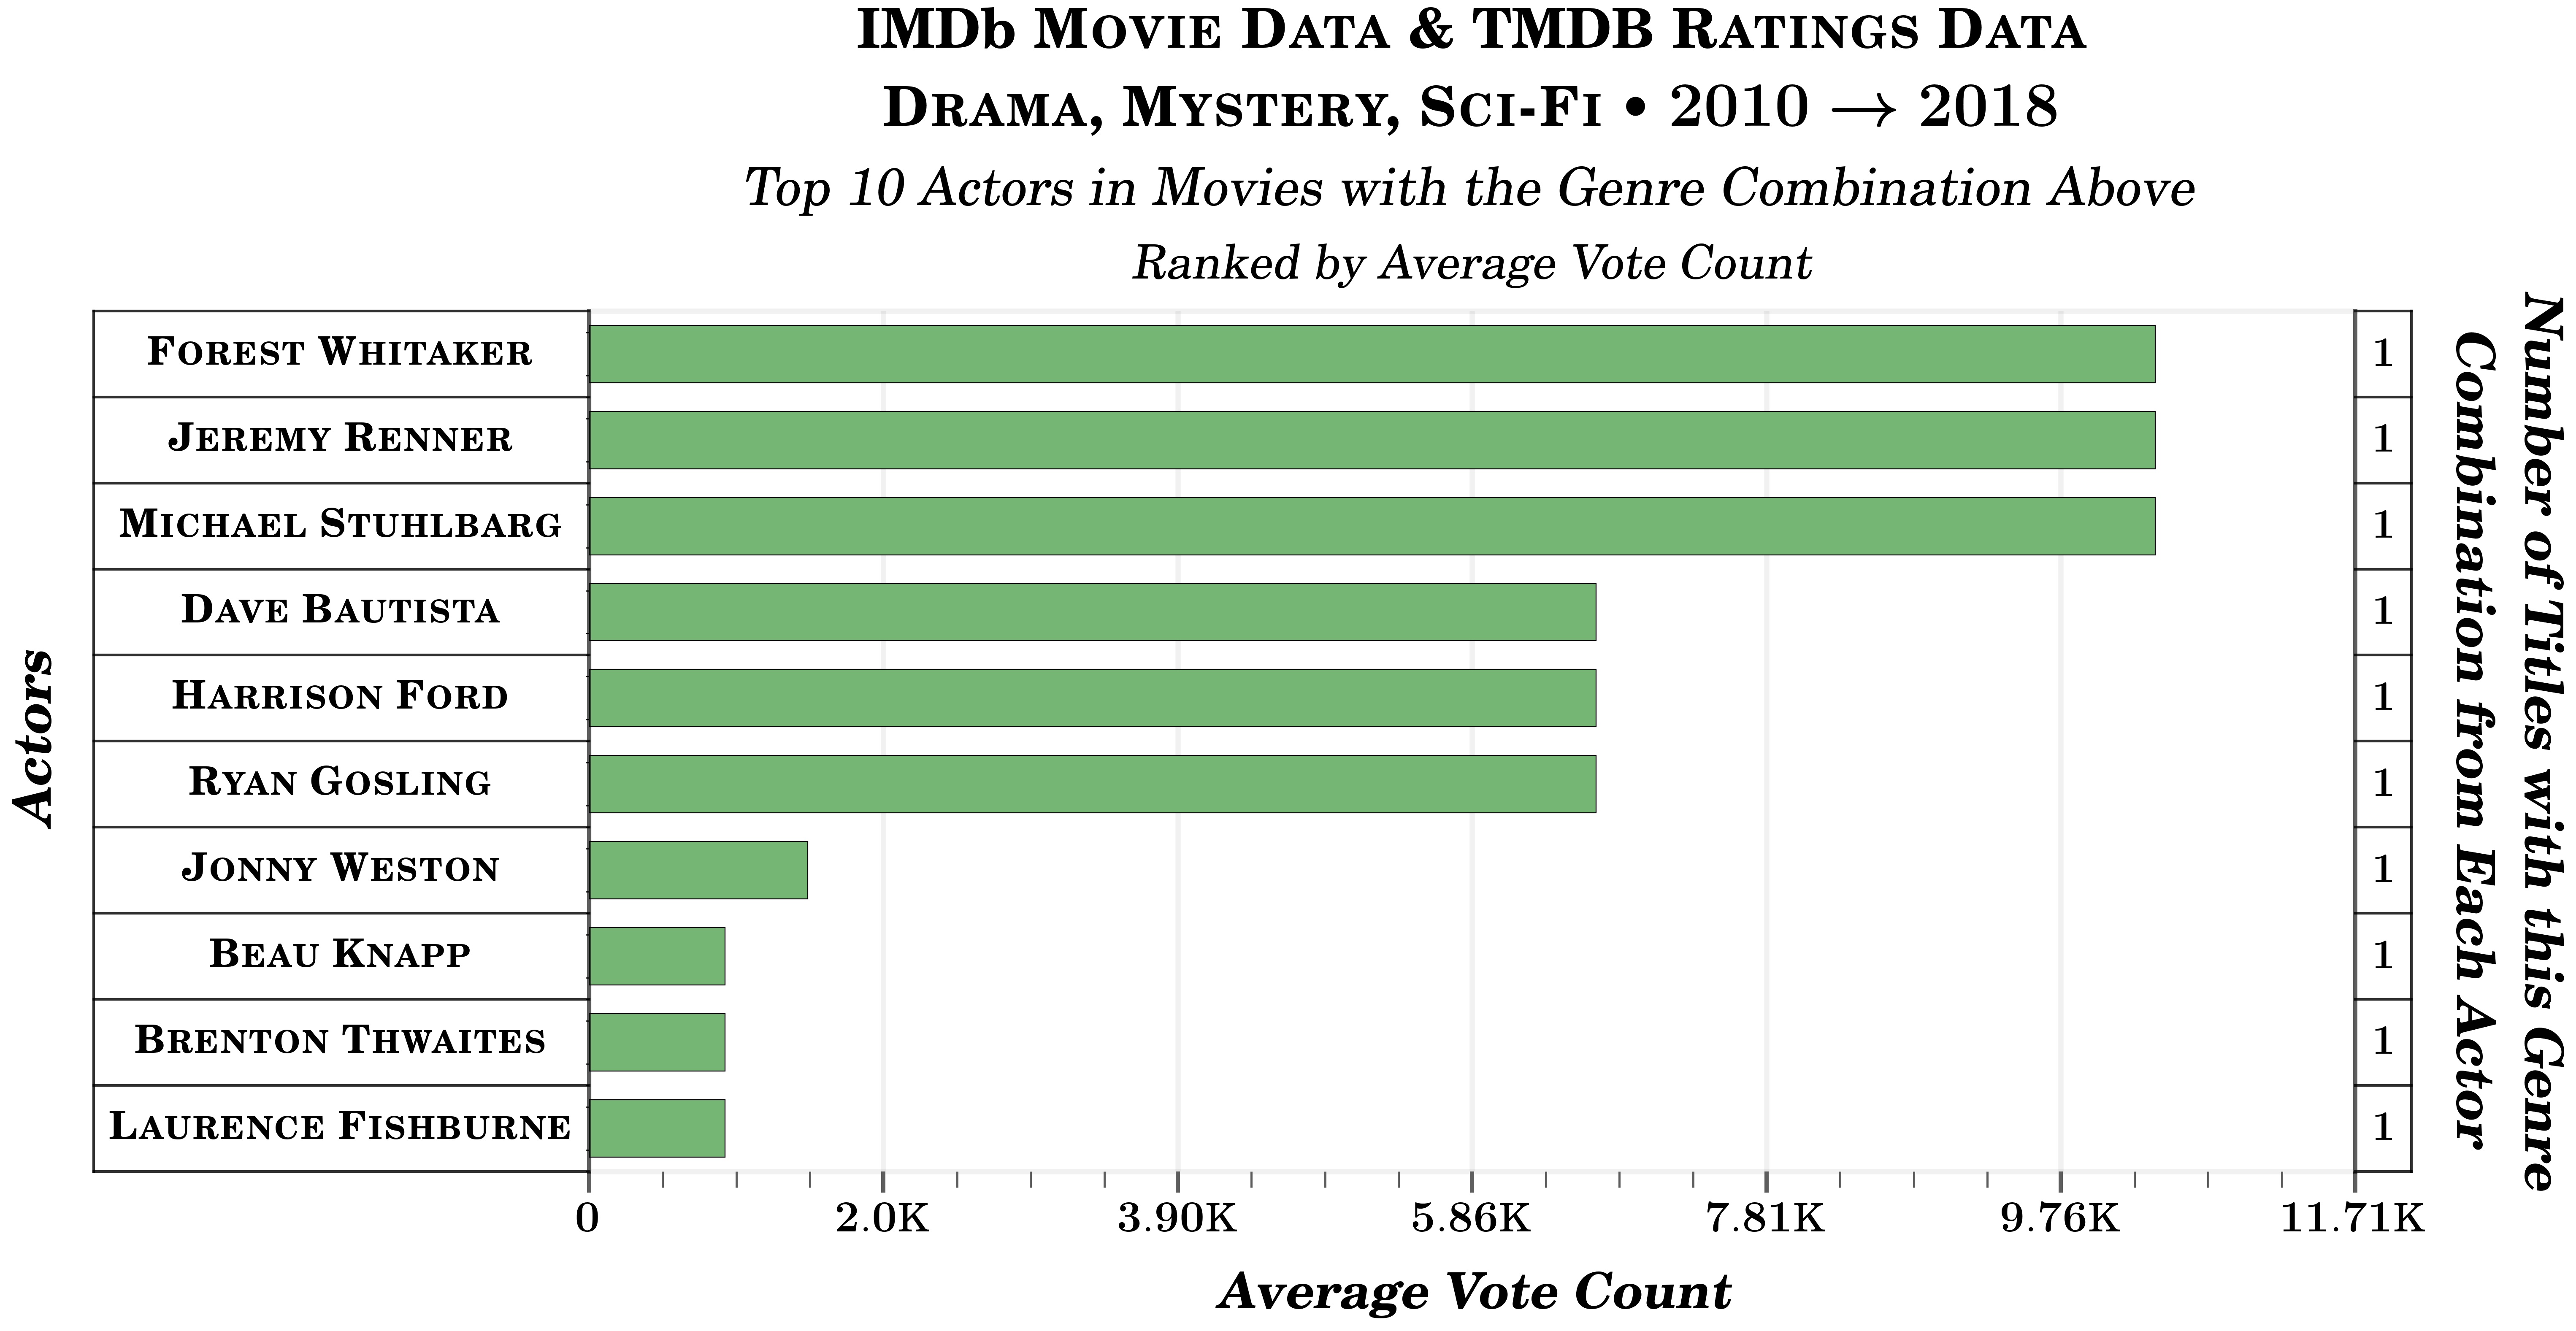 IMDb Movie Data & TMDB Ratings Data
Drama, Mystery, Sci-Fi • 2010 → 2018
Top 10 Actors in Movies with the Genre Combination Above
Ranked by Average Vote Count
Actors
Forest Whitaker 1
Jeremy Renner 1
Michael Stuhlbarg 1
Dave Bautista 1
Harrison Ford 1
Ryan Gosling 1
Jonny Weston 1
Beau Knapp 1
Brenton Thwaites 1
Laurence Fishburne 1
Number of Titles with this Genre
Combination from Each Actor
0 2.0K 3.90K 5.86K 7.81K 9.76K 11.71K
Average Vote Count